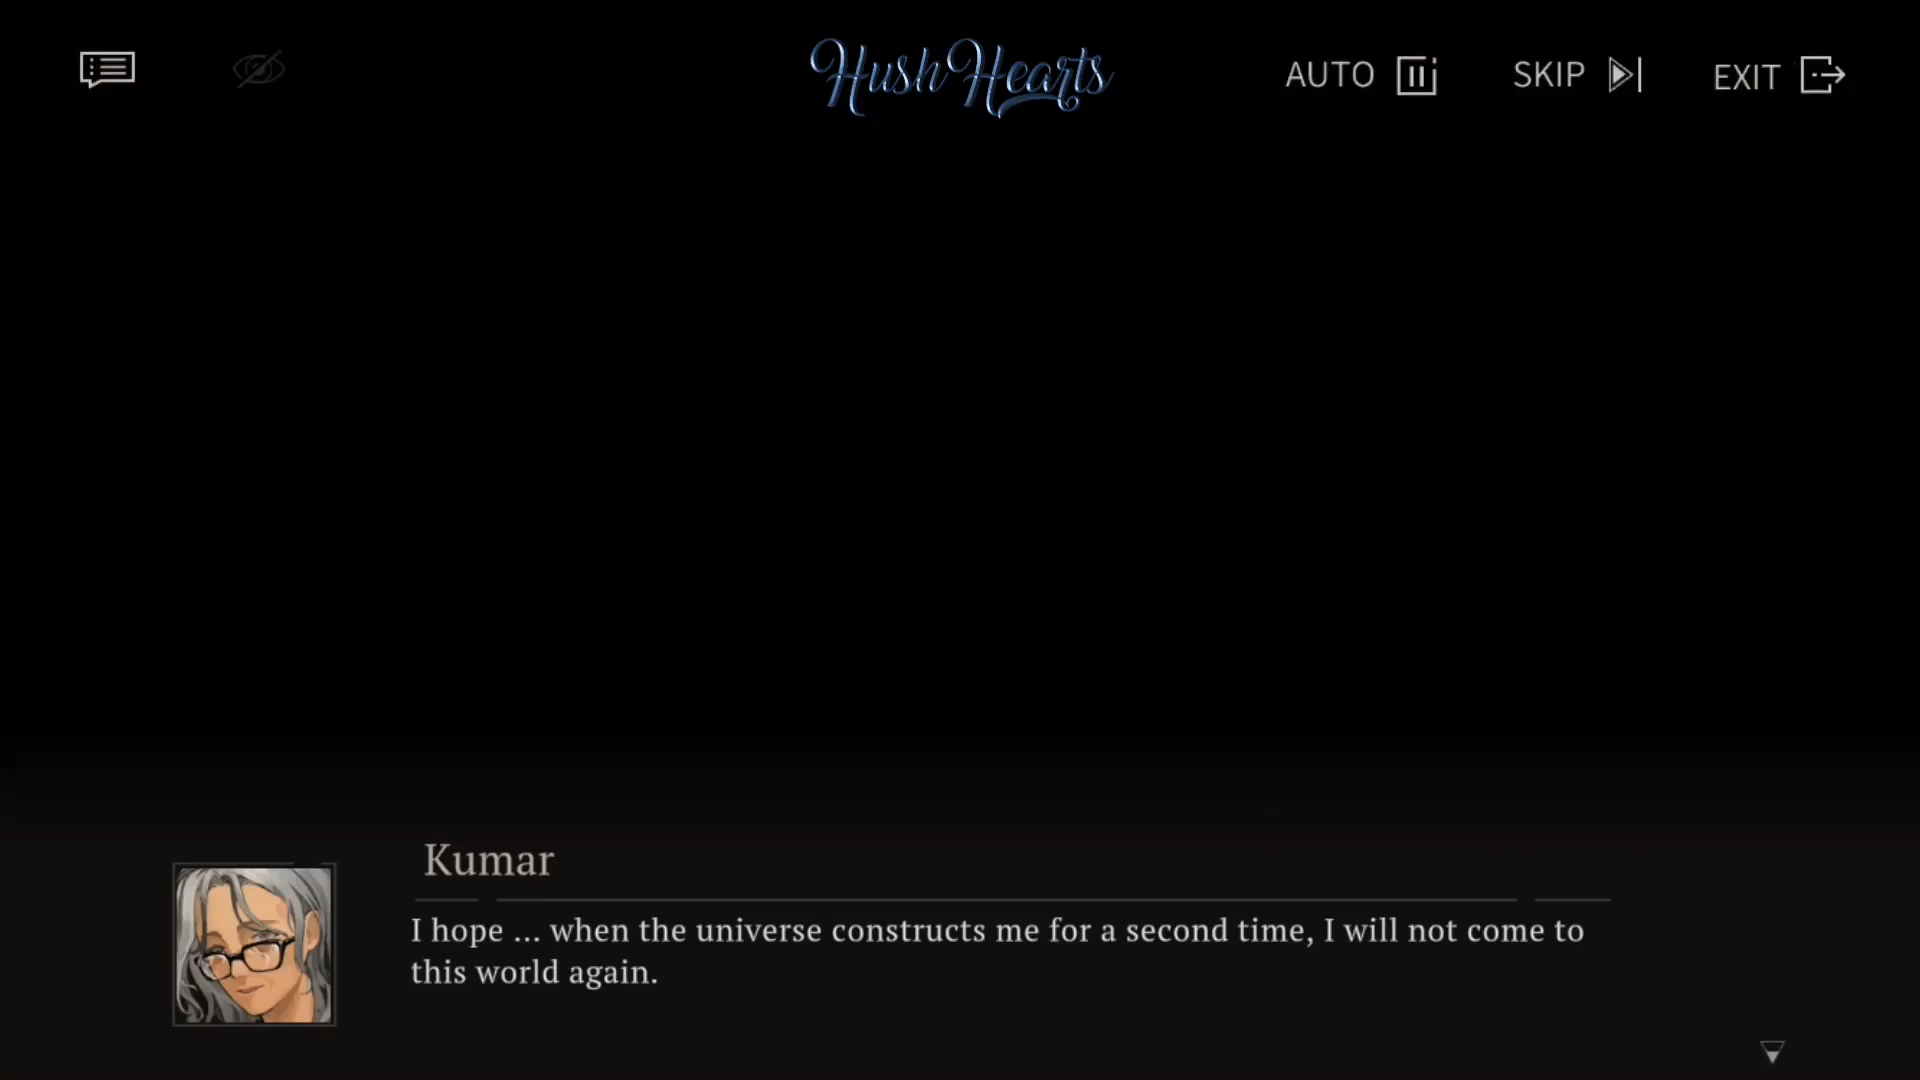 Hush Hearts
AUTO
SKIP
EXIT
Kumar
I hope ... when the universe constructs me for a second time, I will not come to
this world again.